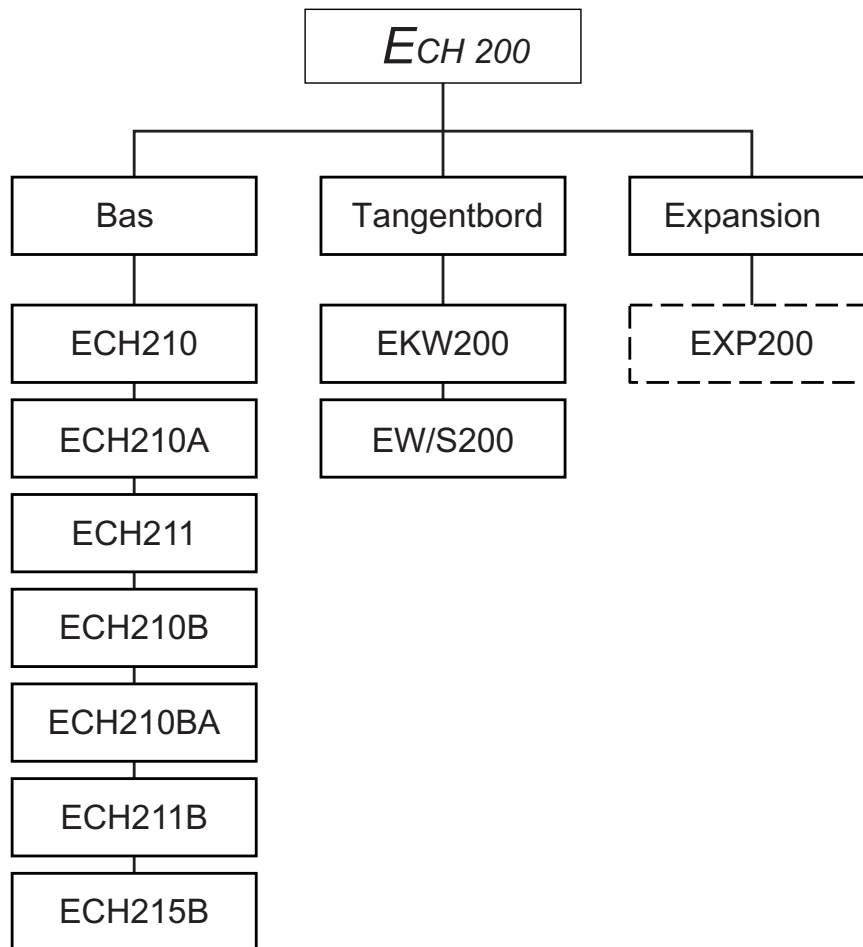 ECH 200
Bas
Tangentbord
Expansion
ECH210
EKW200
EXP200
ECH210A
EW/S200
ECH211
ECH210B
ECH210BA
ECH211B
ECH215B